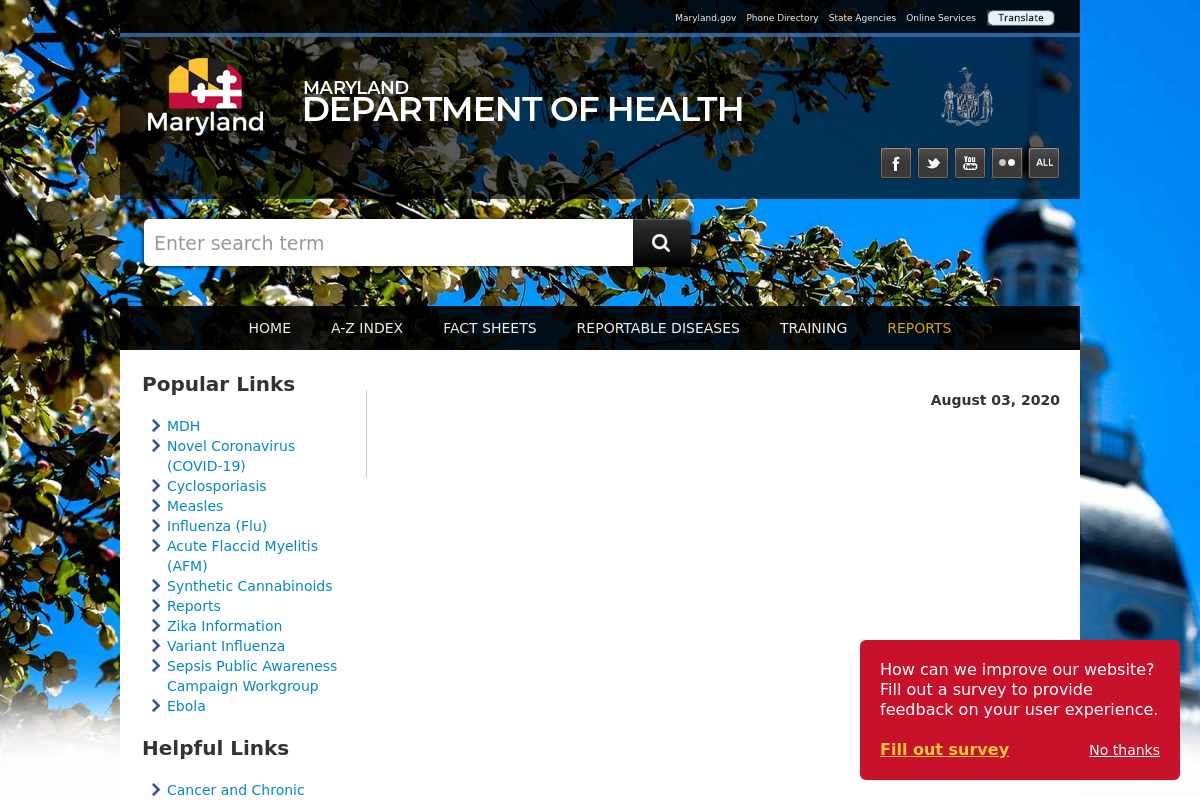 Maryland.gov Phone Directory State Agencies Online Services Translate
Maryland
MARYLAND
DEPARTMENT OF HEALTH
You
Tube
ALL
Enter search term
HOME A-Z INDEX FACT SHEETS REPORTABLE DISEASES TRAINING REPORTS
Popular Links
August 03, 2020
MDH
Novel Coronavirus
(COVID-19)
Cyclosporiasis
Measles
Influenza (Flu)
Acute Flaccid Myelitis
(AFM)
Synthetic Cannabinoids
Reports
Zika Information
Variant Influenza
Sepsis Public Awareness
Campaign Workgroup
Ebola
Helpful Links
Cancer and Chronic
How can we improve our website?
Fill out a survey to provide
feedback on your user experience.
Fill out survey No thanks